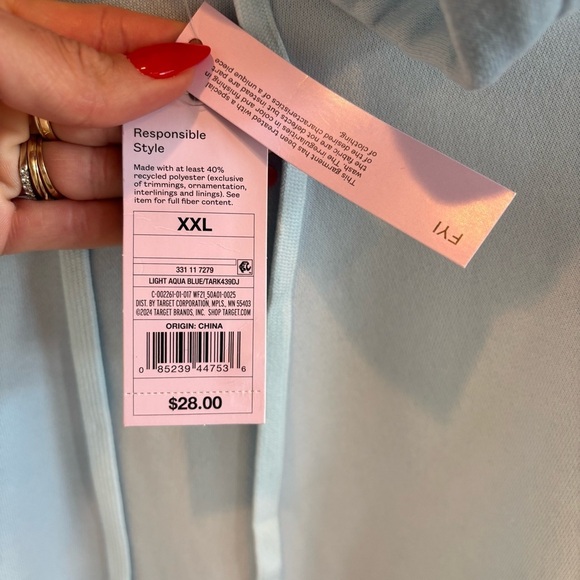 Responsible
Style
Made with at least 40%
recycled polyester (exclusive
of trimmings, ornamentation,
interlinings and linings). See
item for full fiber content.
XXL
331 11 7279
LIGHT AQUA BLUE/TARK439DJ
C-002261-01-017 WFZ1_50A01-0025
DIST. BY TARGET CORPORATION, MPLS, MN 55403
©2024 TARGET BRANDS, INC. SHOP TARGET.COM
ORIGIN: CHINA
0 85239 44753 6
$28.00
FYI
This garment has been treated with a special
wash. The irregularities in color and finishing in
the fabric are not defects but instead are part
of the desired characteristics of a unique piece
of clothing.